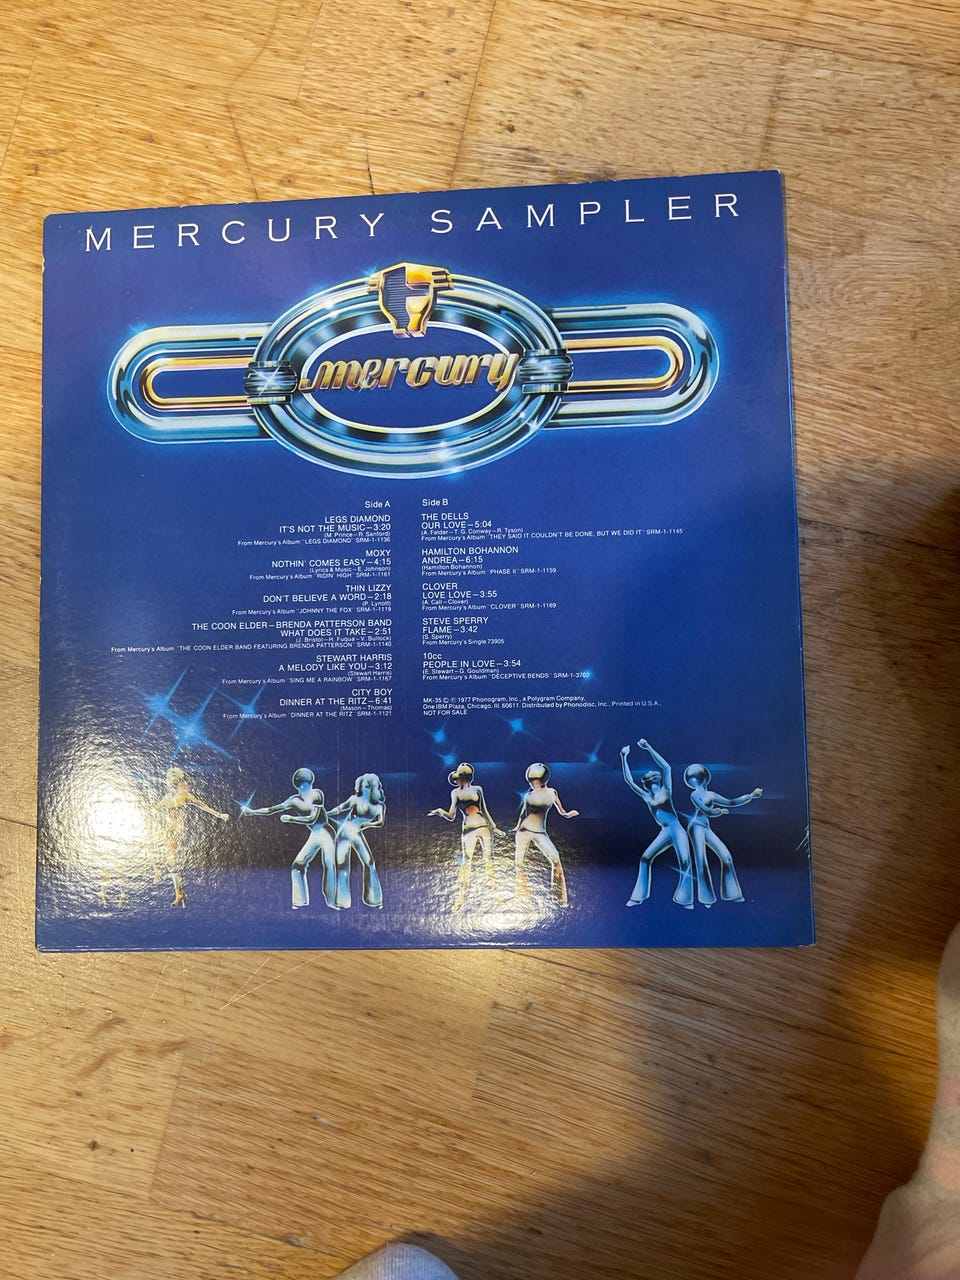 MERCURY SAMPLER
mercury
Side A
LEGS DIAMOND
IT'S NOT THE MUSIC—3:20
(M. Prince – R. Sanford)
From Mercury's Album "LEGS DIAMOND" SRM-1-1136
MOXY
NOTHIN' COMES EASY—4:15
(Lyrics & Music – E. Johnson)
From Mercury's Album "RIDIN' HIGH" SRM-1-1161
THIN LIZZY
DON'T BELIEVE A WORD—2:18
(P. Lynott)
From Mercury's Album "JOHNNY THE FOX" SRM-1-1119
THE COON ELDER–BRENDA PATTERSON BAND
WHAT DOES IT TAKE—2:51
(J. Bristol – H. Fuqua – V. Bullock)
From Mercury's Album "THE COON ELDER BAND FEATURING BRENDA PATTERSON" SRM-1-1140
STEWART HARRIS
A MELODY LIKE YOU—3:12
(Stewart Harris)
From Mercury's Album "SING ME A RAINBOW" SRM-1-1167
CITY BOY
DINNER AT THE RITZ—6:41
(Mason – Thomas)
From Mercury's Album "DINNER AT THE RITZ" SRM-1-1121
Side B
THE DELLS
OUR LOVE—5:04
(A. Felder – T. G. Conway – R. Tyson)
From Mercury's Album "THEY SAID IT COULDN'T BE DONE, BUT WE DID IT" SRM-1-1145
HAMILTON BOHANNON
ANDREA—6:15
(Hamilton Bohannon)
From Mercury's Album "PHASE II" SRM-1-1159
CLOVER
LOVE LOVE—3:55
(A. Call – Clover)
From Mercury's Album "CLOVER" SRM-1-1169
STEVE SPERRY
FLAME—3:42
(S. Sperry)
From Mercury's Single 73905
10cc
PEOPLE IN LOVE—3:54
(E. Stewart – G. Gouldman)
From Mercury's Album "DECEPTIVE BENDS" SRM-1-3702
MK-35 © ℗ 1977 Phonogram, Inc., a Polygram Company,
One IBM Plaza, Chicago, Ill. 60611. Distributed by Phonodisc, Inc., Printed in U.S.A.
NOT FOR SALE